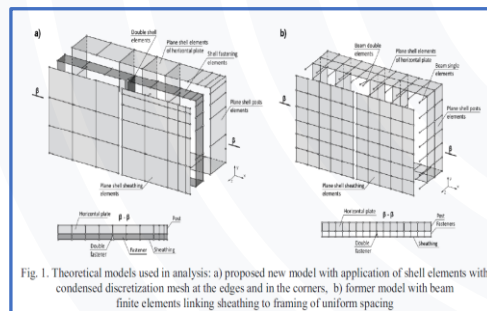 a)
Double shell
elements
Plane shell elements
of horizontal plate
Shell fastening
elements
Plane shell posts
elements
β
β
Plane shell sheathing
elements
Horizontal plate
β - β
Post
Double
fastener
Fastener
Sheathing
b)
Beam double
elements
Plane shell elements
of horizontal plate
Beam single
elements
Plane shell posts
elements
β
β
Plane shell sheathing
elements
Horizontal plate
β - β
Post
Fasteners
Double
fastener
Sheathing
Fig. 1. Theoretical models used in analysis: a) proposed new model with application of shell elements with
condensed discretization mesh at the edges and in the corners, b) former model with beam
finite elements linking sheathing to framing of uniform spacing